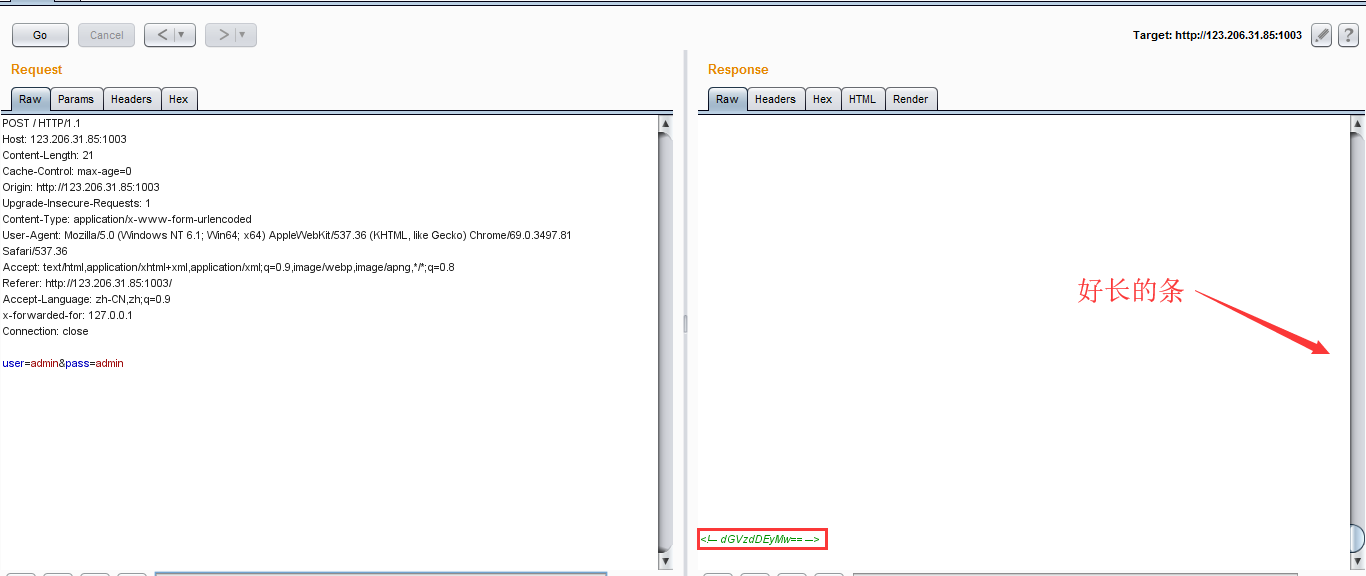 Go Cancel < > Target: http://123.206.31.85:1003 ?
Request
Raw Params Headers Hex
POST / HTTP/1.1
Host: 123.206.31.85:1003
Content-Length: 21
Cache-Control: max-age=0
Origin: http://123.206.31.85:1003
Upgrade-Insecure-Requests: 1
Content-Type: application/x-www-form-urlencoded
User-Agent: Mozilla/5.0 (Windows NT 6.1; Win64; x64) AppleWebKit/537.36 (KHTML, like Gecko) Chrome/69.0.3497.81
Safari/537.36
Accept: text/html,application/xhtml+xml,application/xml;q=0.9,image/webp,image/apng,*/*;q=0.8
Referer: http://123.206.31.85:1003/
Accept-Language: zh-CN,zh;q=0.9
x-forwarded-for: 127.0.0.1
Connection: close
user=admin&pass=admin
Response
Raw Headers Hex HTML Render
好长的条
<!-- dGVzdDEyMw== -->